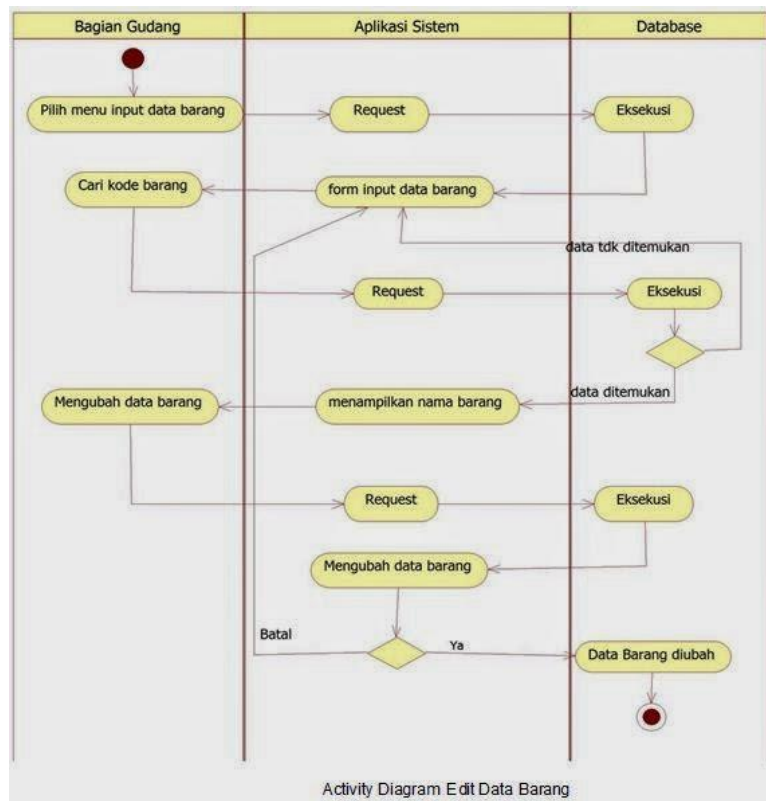 Bagian Gudang
Aplikasi Sistem
Database
Pilih menu input data barang
Request
Eksekusi
Cari kode barang
form input data barang
data tdk ditemukan
Request
Eksekusi
data ditemukan
Mengubah data barang
menampilkan nama barang
Request
Eksekusi
Mengubah data barang
Batal
Ya
Data Barang diubah
Activity Diagram Edit Data Barang